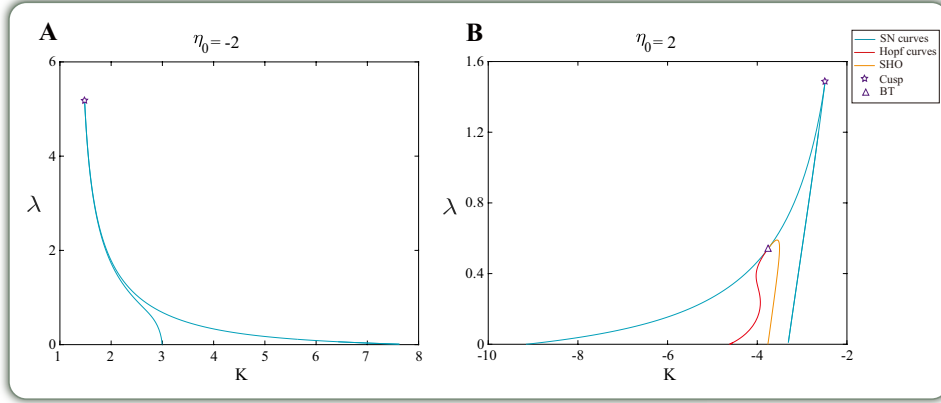 A
η₀ = -2
6
4
2
0
λ
1
2
3
4
5
6
7
8
K
B
η₀ = 2
1.6
1.2
0.8
0.4
0
λ
-10
-8
-6
-4
-2
K
SN curves
Hopf curves
SHO
Cusp
BT